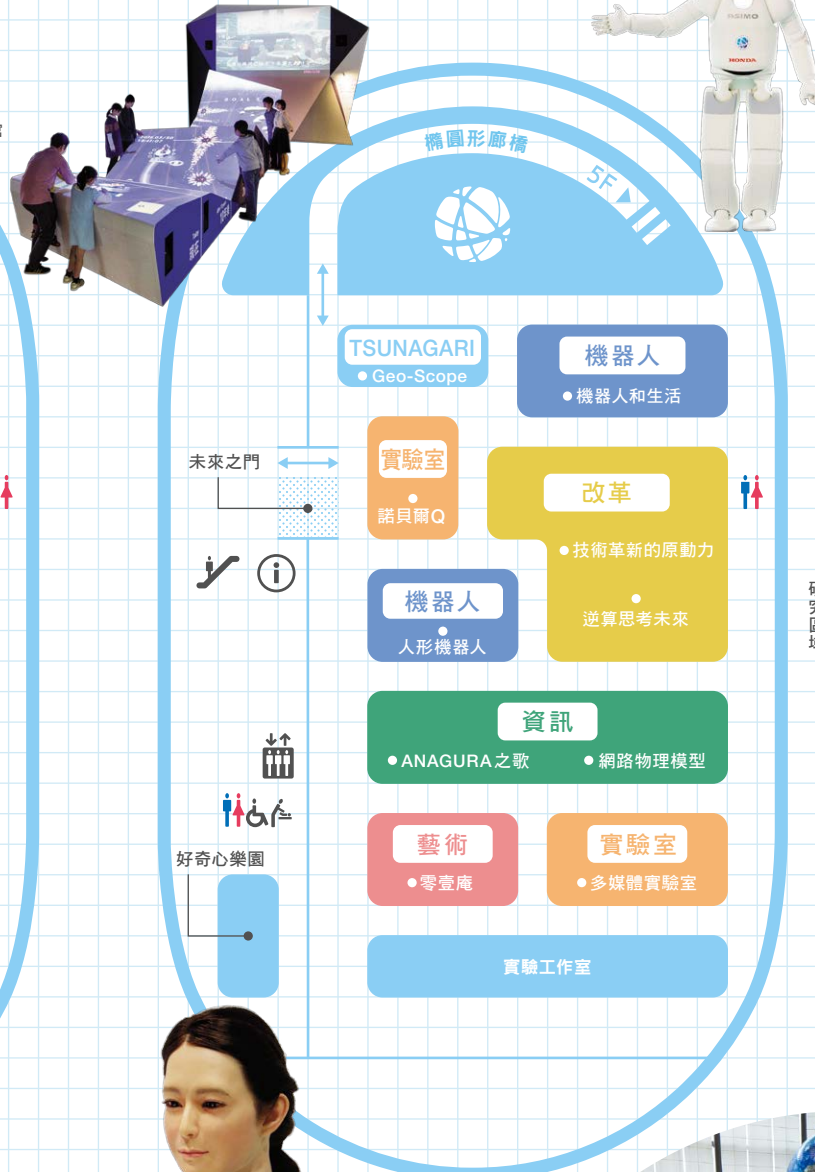 ASIMO
HONDA
橢圓形廊橋
5F
TSUNAGARI
Geo-Scope
機器人
機器人和生活
未來之門
實驗室
諾貝爾Q
改革
技術革新的原動力
逆算思考未來
機器人
人形機器人
資訊
ANAGURA之歌
網路物理模型
藝術
零壹庵
實驗室
多媒體實驗室
好奇心樂園
實驗工作室